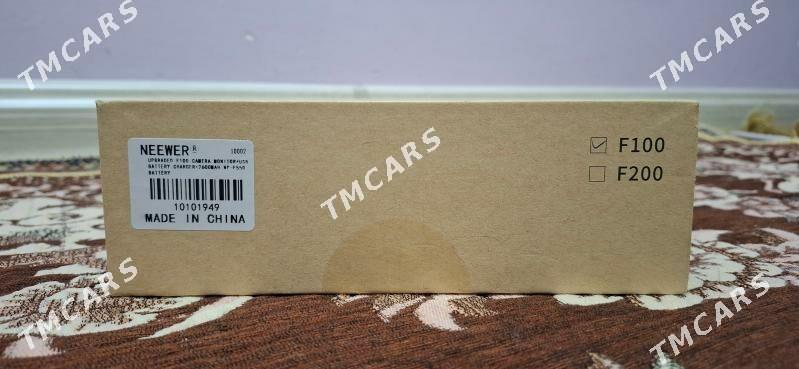 NEEWER ® 10002
UPGRADED F100 CAMERA MONITOR+USB
BATTERY CHARGER+2600MAH NP-F550
BATTERY
10101949
MADE IN CHINA
F100
F200
TMCARS
TMCARS
TMCARS
TMCARS
TMCARS